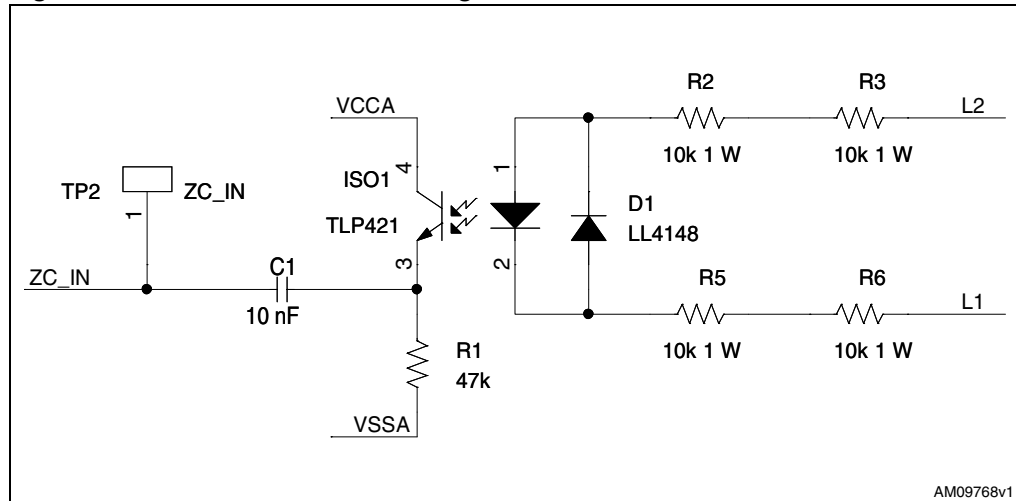 R2
R3
VCCA
L2
10k 1 W
10k 1 W
4
1
ISO1
TP2
ZC_IN
D1
TLP421
LL4148
1
3
2
ZC_IN
C1
R5
R6
L1
10 nF
R1
10k 1 W
10k 1 W
47k
VSSA
AM09768v1